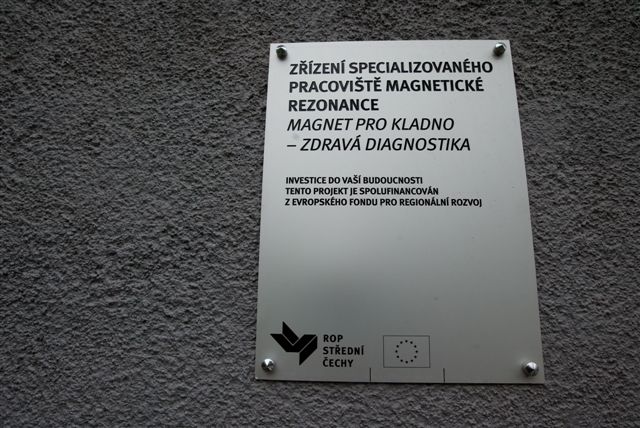 ZŘÍZENÍ SPECIALIZOVANÉHO
PRACOVIŠTĚ MAGNETICKÉ
REZONANCE
MAGNET PRO KLADNO
– ZDRAVÁ DIAGNOSTIKA
INVESTICE DO VAŠÍ BUDOUCNOSTI
TENTO PROJEKT JE SPOLUFINANCOVÁN
Z EVROPSKÉHO FONDU PRO REGIONÁLNÍ ROZVOJ
ROP
STŘEDNÍ
ČECHY